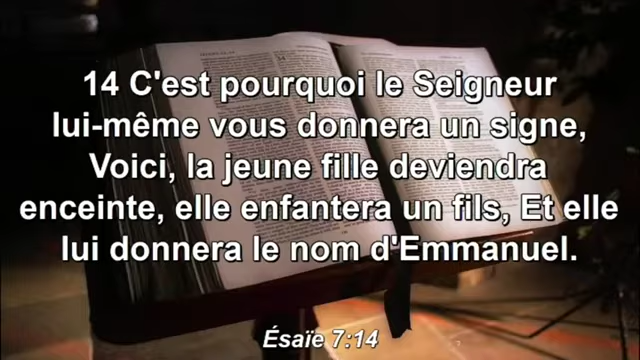 14 C'est pourquoi le Seigneur
lui-même vous donnera un signe,
Voici, la jeune fille deviendra
enceinte, elle enfantera un fils, Et elle
lui donnera le nom d'Emmanuel.
Ésaïe 7:14